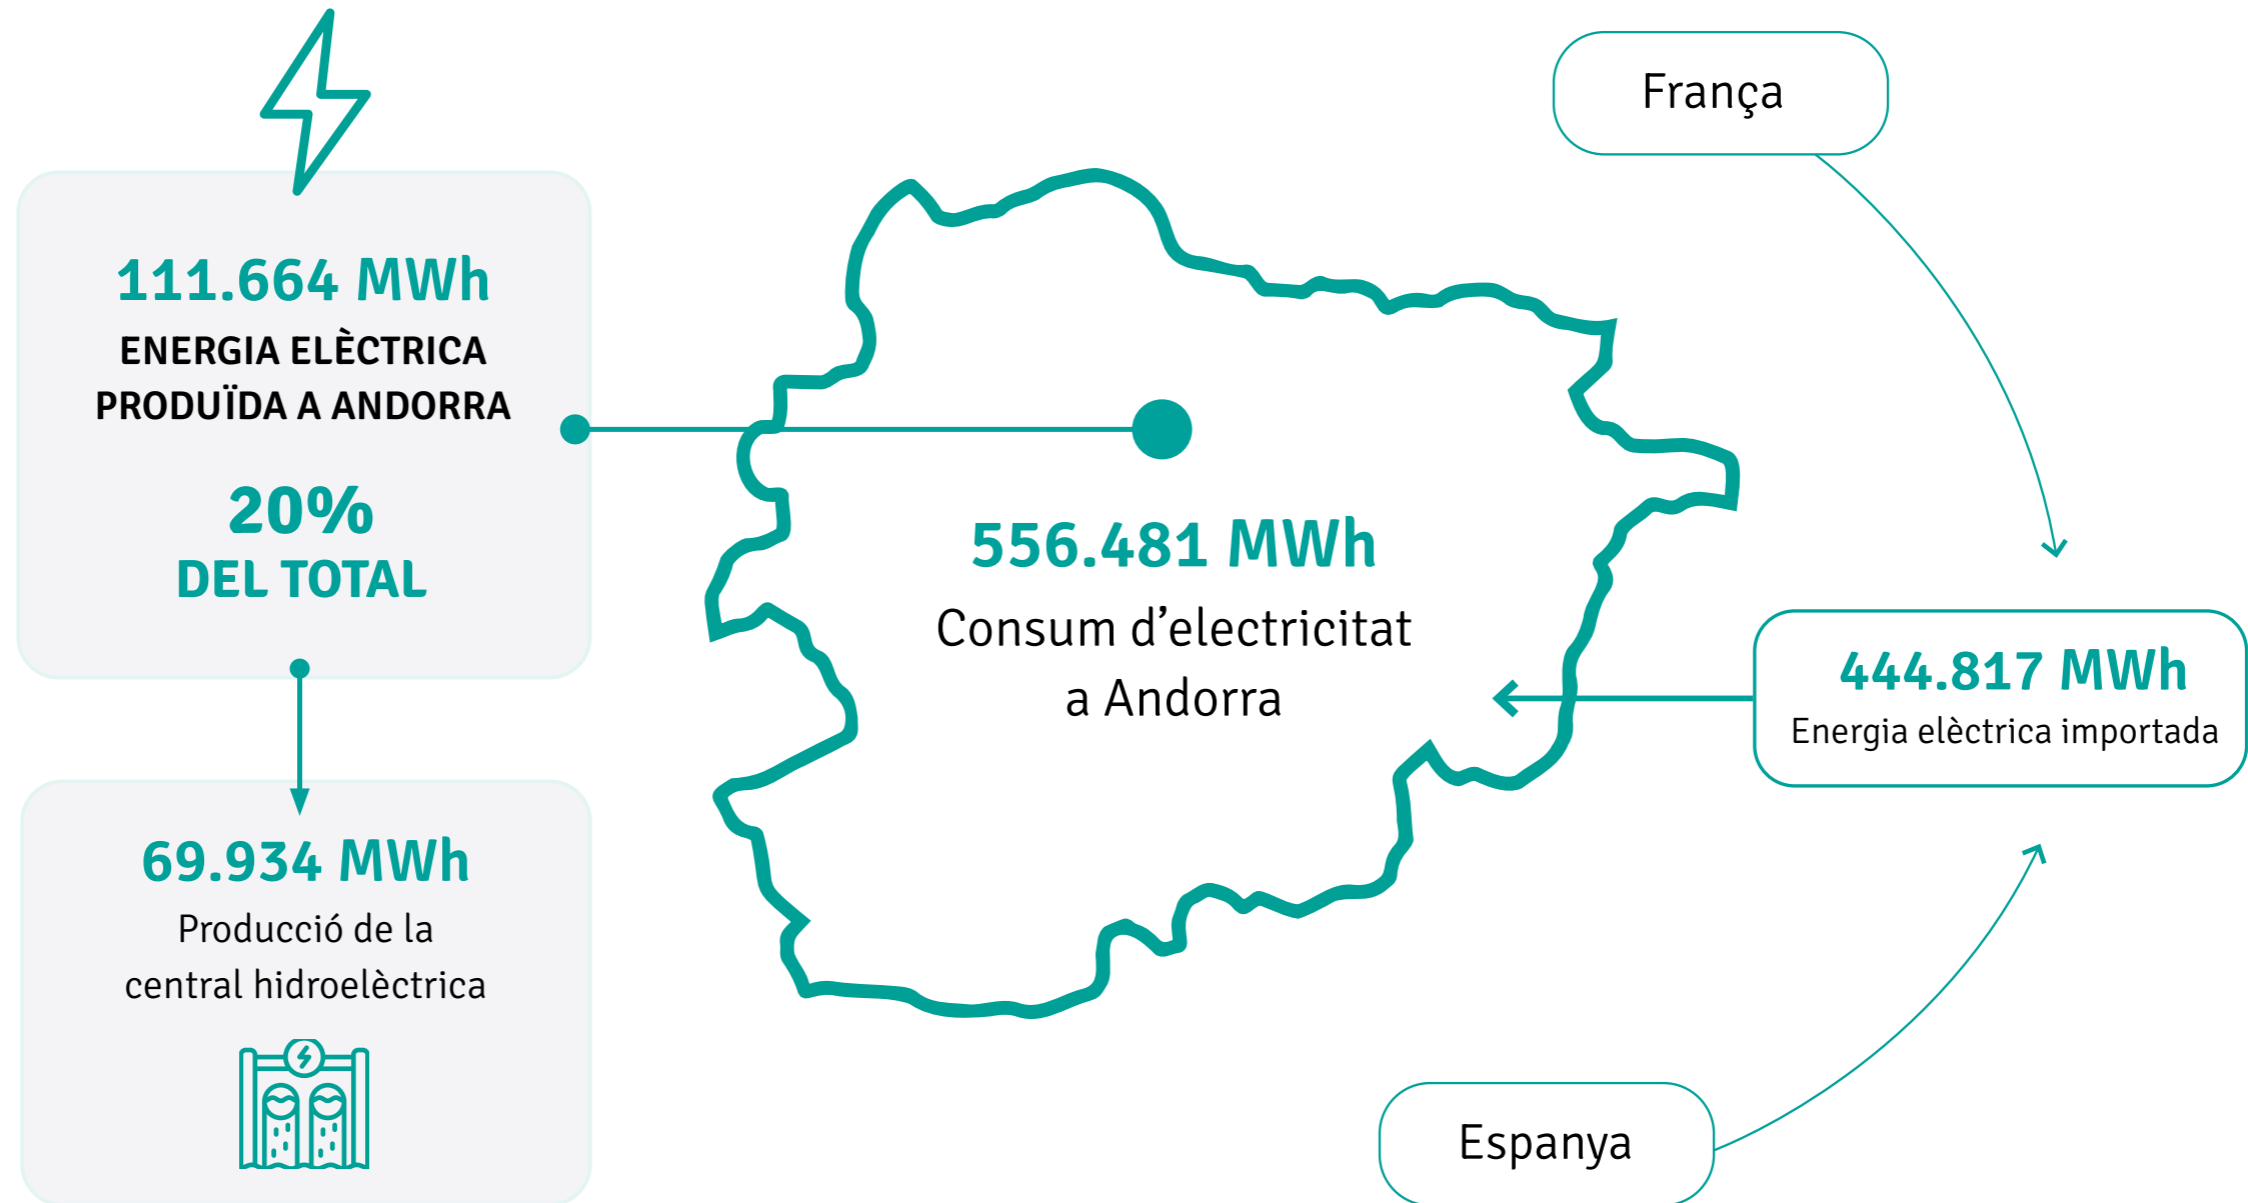 111.664 MWh
ENERGIA ELÈCTRICA
PRODUÏDA A ANDORRA
20%
DEL TOTAL
69.934 MWh
Producció de la
central hidroelèctrica
556.481 MWh
Consum d’electricitat
a Andorra
França
444.817 MWh
Energia elèctrica importada
Espanya